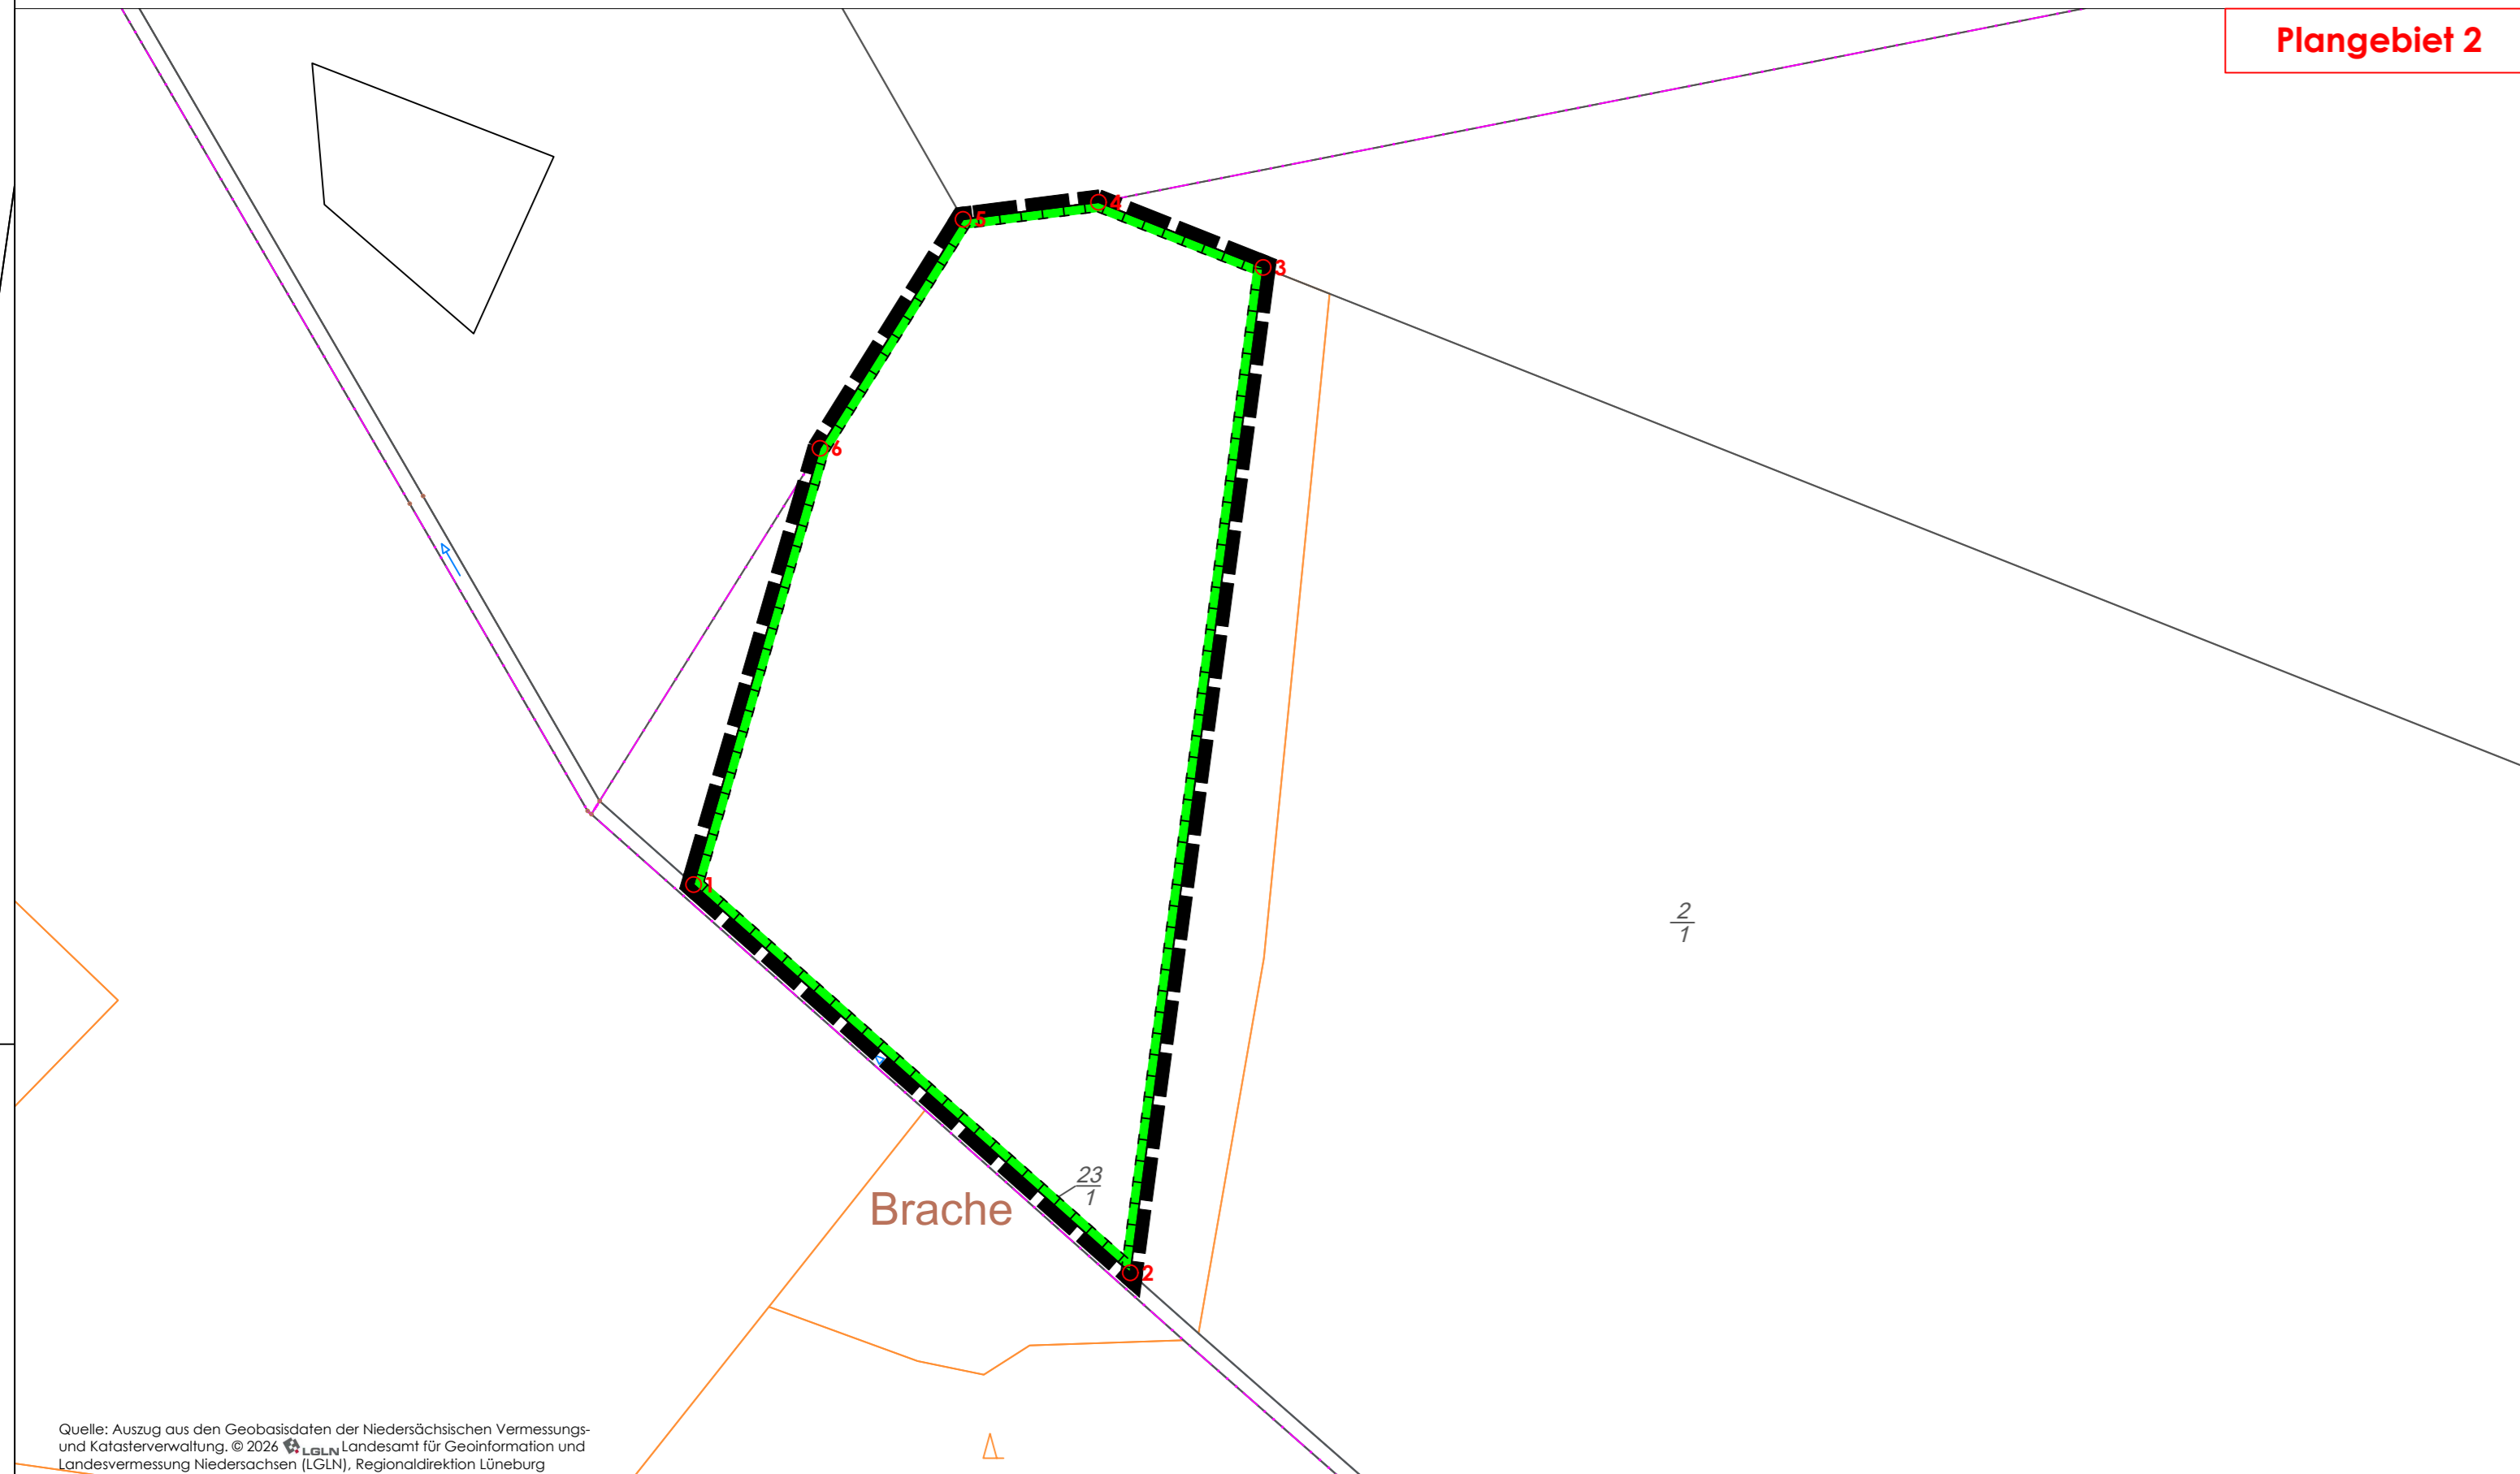 Plangebiet 2
5
4
3
6
1
2
2
1
23
1
Brache
Quelle: Auszug aus den Geobasisdaten der Niedersächsischen Vermessungs-
und Katasterverwaltung. © 2026 LGLN Landesamt für Geoinformation und
Landesvermessung Niedersachsen (LGLN), Regionaldirektion Lüneburg